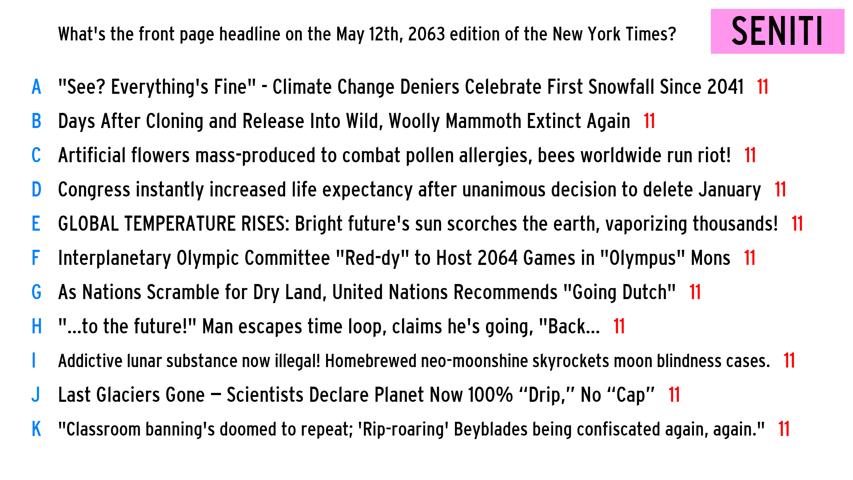 What's the front page headline on the May 12th, 2063 edition of the New York Times?
SENITI
A "See? Everything's Fine" - Climate Change Deniers Celebrate First Snowfall Since 2041 11
B Days After Cloning and Release Into Wild, Woolly Mammoth Extinct Again 11
C Artificial flowers mass-produced to combat pollen allergies, bees worldwide run riot! 11
D Congress instantly increased life expectancy after unanimous decision to delete January 11
E GLOBAL TEMPERATURE RISES: Bright future's sun scorches the earth, vaporizing thousands! 11
F Interplanetary Olympic Committee "Red-dy" to Host 2064 Games in "Olympus" Mons 11
G As Nations Scramble for Dry Land, United Nations Recommends "Going Dutch" 11
H "...to the future!" Man escapes time loop, claims he's going, "Back... 11
I Addictive lunar substance now illegal! Homebrewed neo-moonshine skyrockets moon blindness cases. 11
J Last Glaciers Gone – Scientists Declare Planet Now 100% “Drip,” No “Cap” 11
K "Classroom banning's doomed to repeat; 'Rip-roaring' Beyblades being confiscated again, again." 11